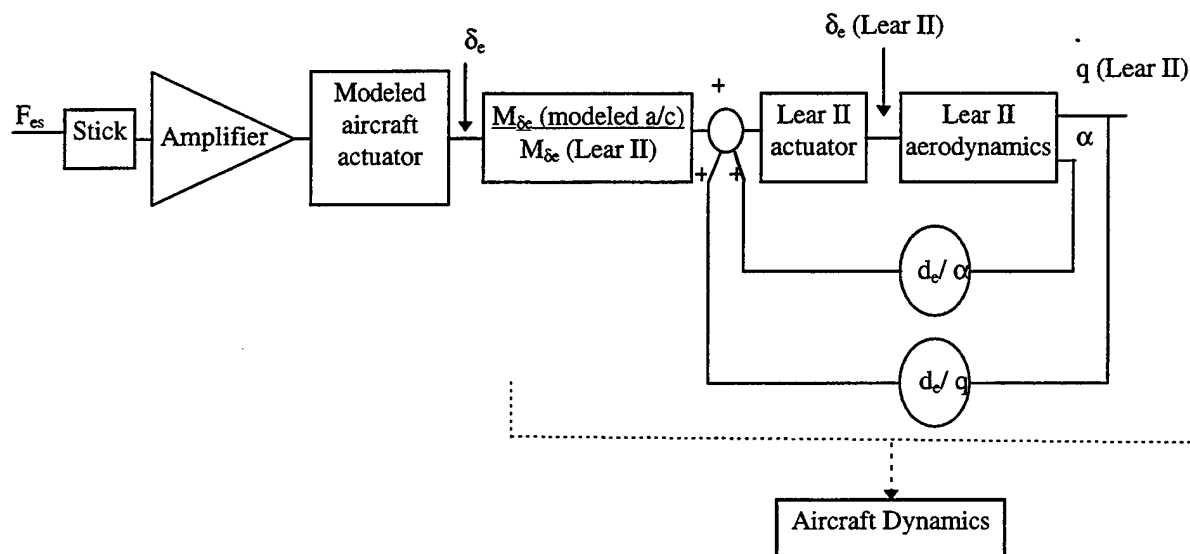 δe (Lear II)
q̇ (Lear II)
δe
Fes
Stick
Amplifier
Modeled
aircraft
actuator
Mδe (modeled a/c)
Mδe (Lear II)
+
+
+
Lear II
actuator
Lear II
aerodynamics
α
de/ α
de/ q
Aircraft Dynamics